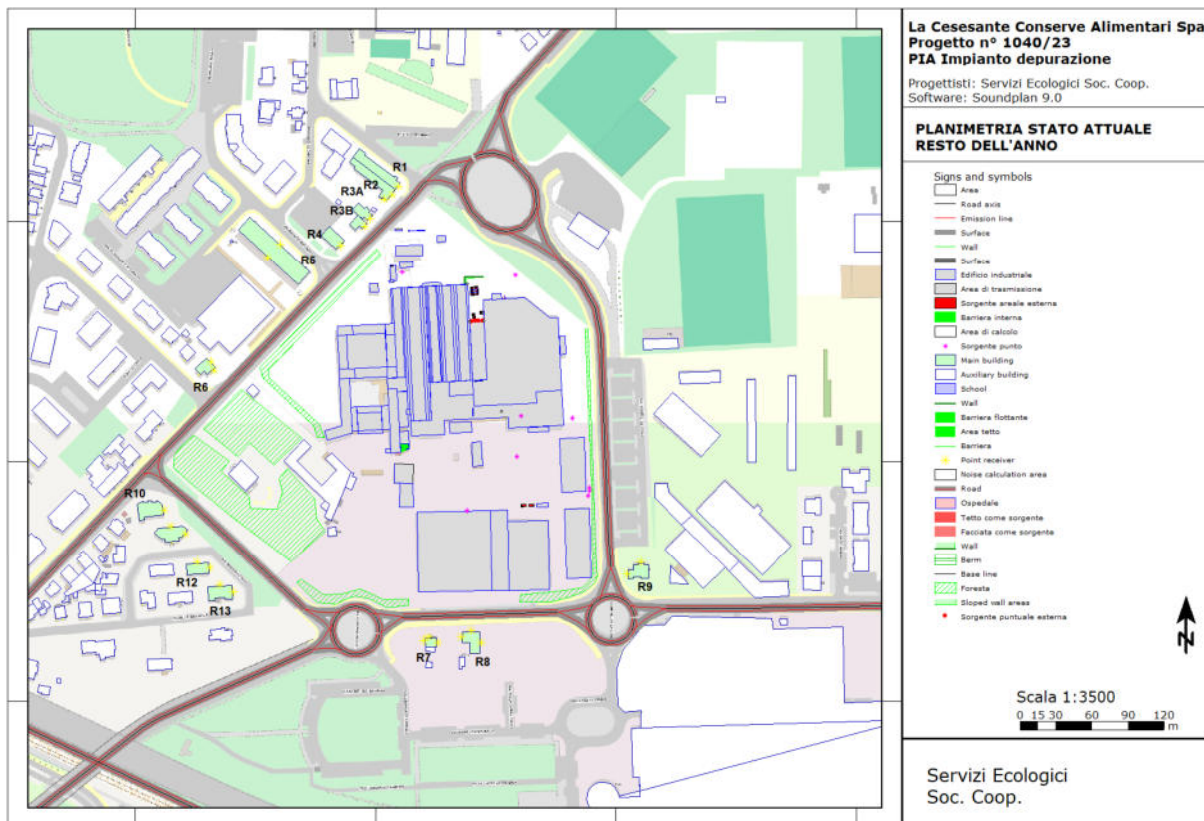 La Cesesante Conserve Alimentari Spa
Progetto n° 1040/23
PIA Impianto depurazione
Progettisti: Servizi Ecologici Soc. Coop.
Software: Soundplan 9.0
PLANIMETRIA STATO ATTUALE
RESTO DELL'ANNO
Signs and symbols
Area
Road axis
Emission line
Surface
Wall
Surface
Edificio industriale
Area di trasmissione
Sorgente areale esterna
Barriera interna
Area di calcolo
Sorgente punto
Main building
Auxiliary building
School
Wall
Barriera flottante
Area tetto
Barriera
Point receiver
Noise calculation area
Road
Ospedale
Tetto come sorgente
Facciata come sorgente
Wall
Berm
Base line
Foresta
Sloped wall areas
Sorgente puntuale esterna
N
Scala 1:3500
0 15 30 60 90 120
m
Servizi Ecologici
Soc. Coop.
R1
R2
R3A
R3B
R4
R5
R6
R10
R12
R13
R9
R7
R8